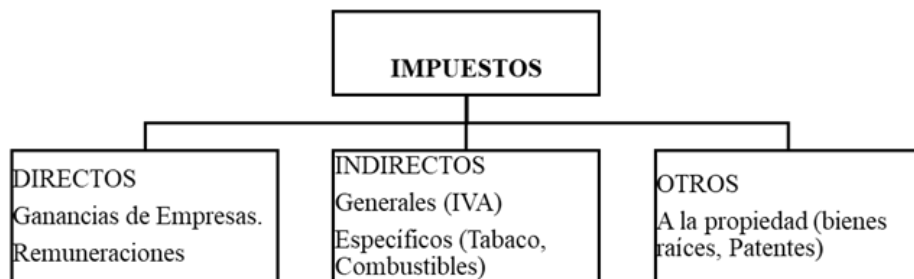 IMPUESTOS
DIRECTOS
Ganancias de Empresas.
Remuneraciones
INDIRECTOS
Generales (IVA)
Específicos (Tabaco,
Combustibles)
OTROS
A la propiedad (bienes
raíces, Patentes)